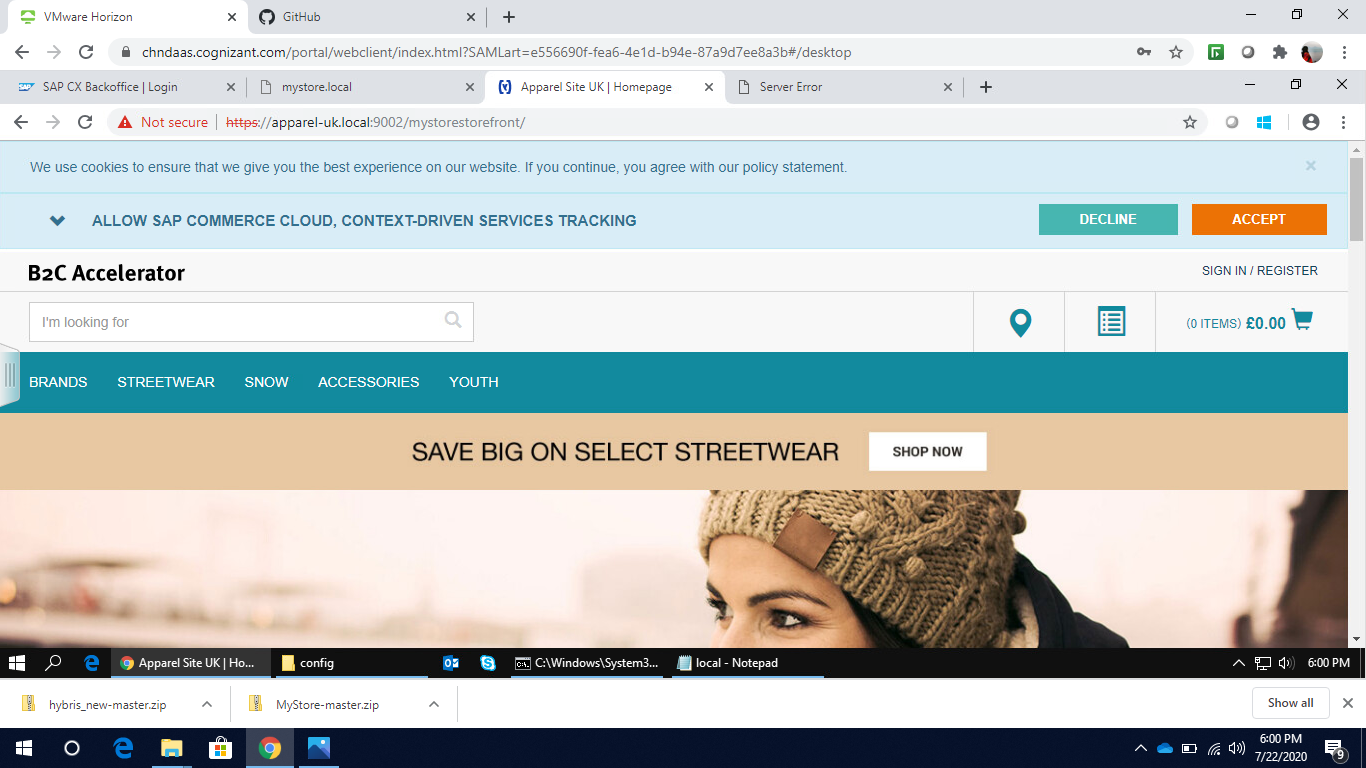 VMware Horizon
GitHub
chndaas.cognizant.com/portal/webclient/index.html?SAMLart=e556690f-fea6-4e1d-b94e-87a9d7ee8a3b#/desktop
SAP CX Backoffice | Login
mystore.local
Apparel Site UK | Homepage
Server Error
Not secure
https://apparel-uk.local:9002/mystorestorefront/
We use cookies to ensure that we give you the best experience on our website. If you continue, you agree with our policy statement.
ALLOW SAP COMMERCE CLOUD, CONTEXT-DRIVEN SERVICES TRACKING
DECLINE
ACCEPT
B2C Accelerator
SIGN IN / REGISTER
I'm looking for
(0 ITEMS) £0.00
BRANDS
STREETWEAR
SNOW
ACCESSORIES
YOUTH
SAVE BIG ON SELECT STREETWEAR
SHOP NOW
Apparel Site UK | Ho...
config
C:\Windows\System3...
local - Notepad
6:00 PM
hybris_new-master.zip
MyStore-master.zip
Show all
6:00 PM
7/22/2020
9